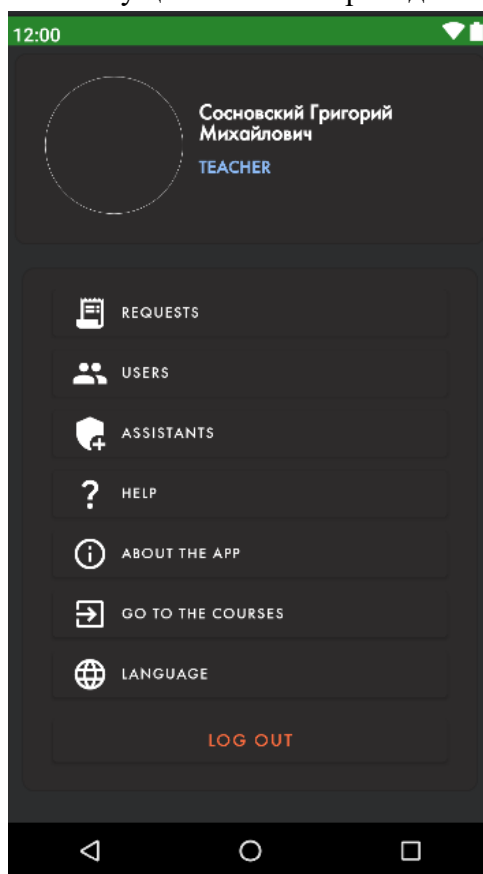 12:00
Сосновский Григорий
Михайлович
TEACHER
REQUESTS
USERS
ASSISTANTS
HELP
ABOUT THE APP
GO TO THE COURSES
LANGUAGE
LOG OUT